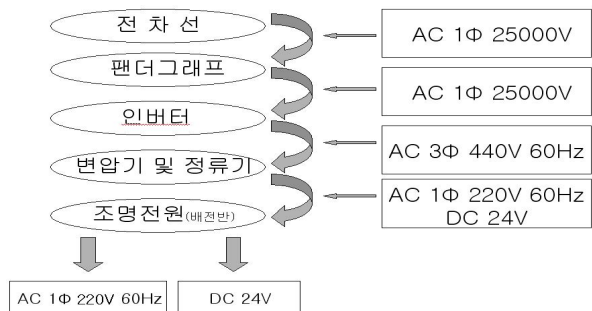 전 차 선
AC 1Φ 25000V
팬더그래프
AC 1Φ 25000V
인버터
AC 3Φ 440V 60Hz
변압기 및 정류기
AC 1Φ 220V 60Hz
DC 24V
조명전원(배전반)
AC 1Φ 220V 60Hz
DC 24V